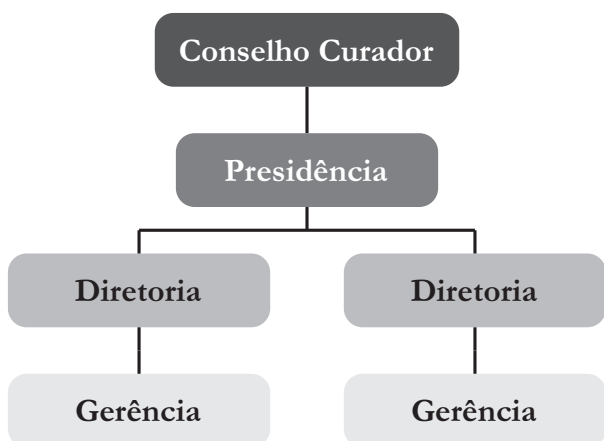 Conselho Curador
Presidência
Diretoria
Diretoria
Gerência
Gerência